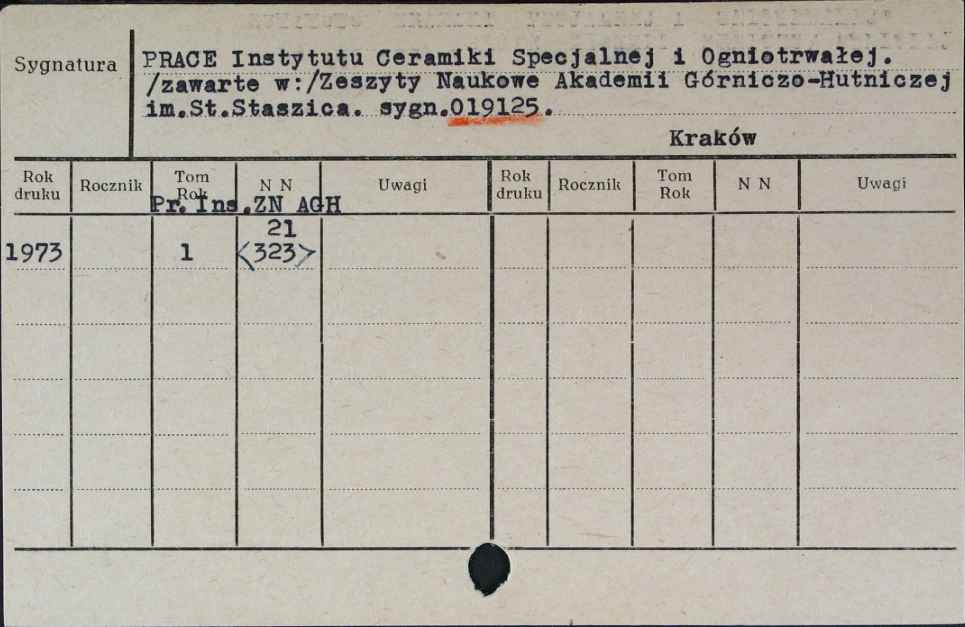 Sygnatura
PRACE Instytutu Ceramiki Specjalnej i Ogniotrwałej.
/zawarte w:/Zeszyty Naukowe Akademii Górniczo-Hutniczej
im.St.Staszica. sygn.019125.
Kraków
Rok druku Rocznik Tom Rok N N Uwagi Rok druku Rocznik Tom Rok N N Uwagi
Pr. Ins.ZN AGH
21
1973 1 <323>